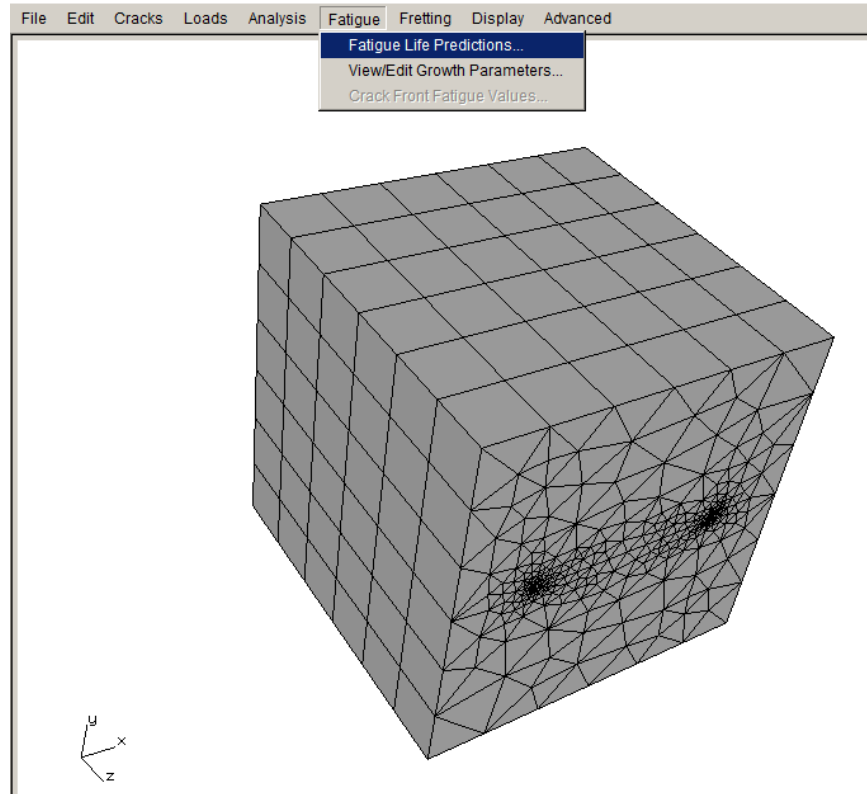 File Edit Cracks Loads Analysis Fatigue Fretting Display Advanced
Fatigue Life Predictions...
View/Edit Growth Parameters...
Crack Front Fatigue Values...
y
x
z